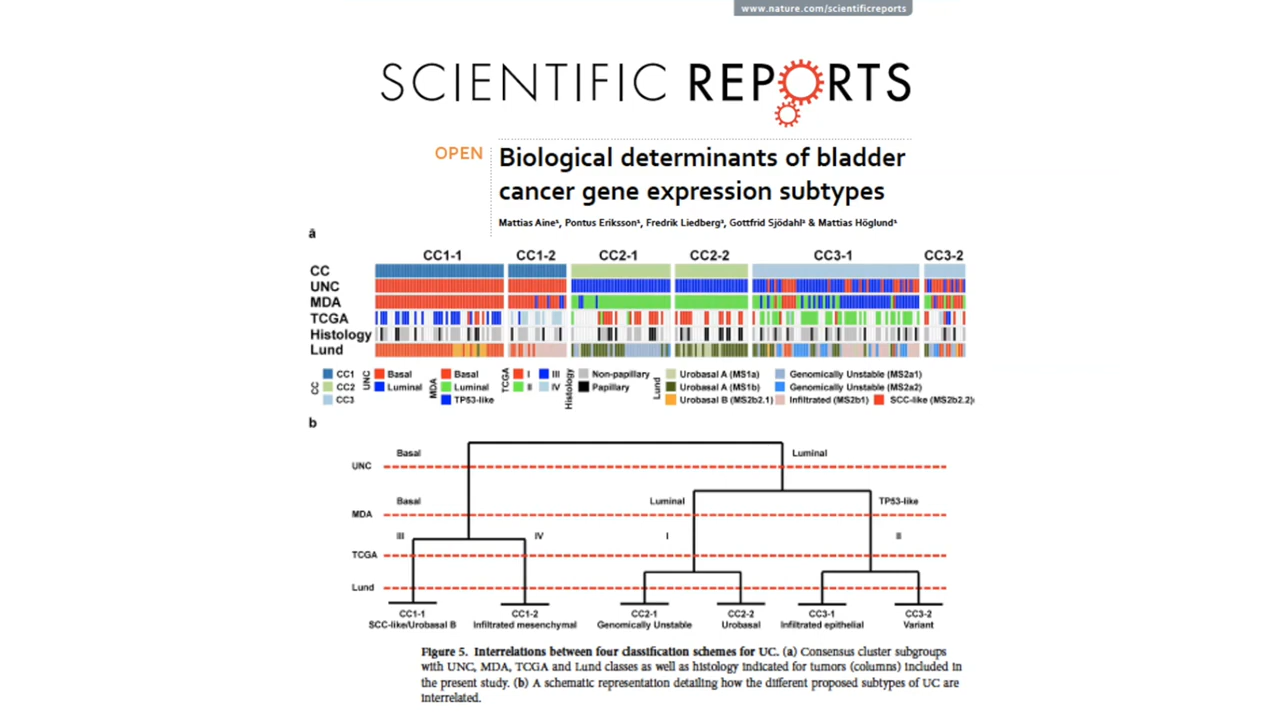 www.nature.com/scientificreports
SCIENTIFIC REPORTS
OPEN
Biological determinants of bladder
cancer gene expression subtypes
Mattias Aine¹, Pontus Eriksson¹, Fredrik Liedberg², Gottfrid Sjödahl² & Mattias Höglund¹
a
CC1-1 CC1-2 CC2-1 CC2-2 CC3-1 CC3-2
CC
UNC
MDA
TCGA
Histology
Lund
CC
CC1
CC2
CC3
UNC
Basal
Luminal
MDA
Basal
Luminal
TP53-like
TCGA
I III
II IV
Histology
Non-papillary
Papillary
Lund
Urobasal A (MS1a)
Urobasal A (MS1b)
Urobasal B (MS2b2.1)
Genomically Unstable (MS2a1)
Genomically Unstable (MS2a2)
Infiltrated (MS2b1)
SCC-like (MS2b2.2)
b
Basal Luminal
UNC
Basal Luminal TP53-like
MDA
III IV I II
TCGA
Lund
CC1-1 CC1-2 CC2-1 CC2-2 CC3-1 CC3-2
SCC-like/Urobasal B Infiltrated mesenchymal Genomically Unstable Urobasal Infiltrated epithelial Variant
Figure 5. Interrelations between four classification schemes for UC. (a) Consensus cluster subgroups
with UNC, MDA, TCGA and Lund classes as well as histology indicated for tumors (columns) included in
the present study. (b) A schematic representation detailing how the different proposed subtypes of UC are
interrelated.